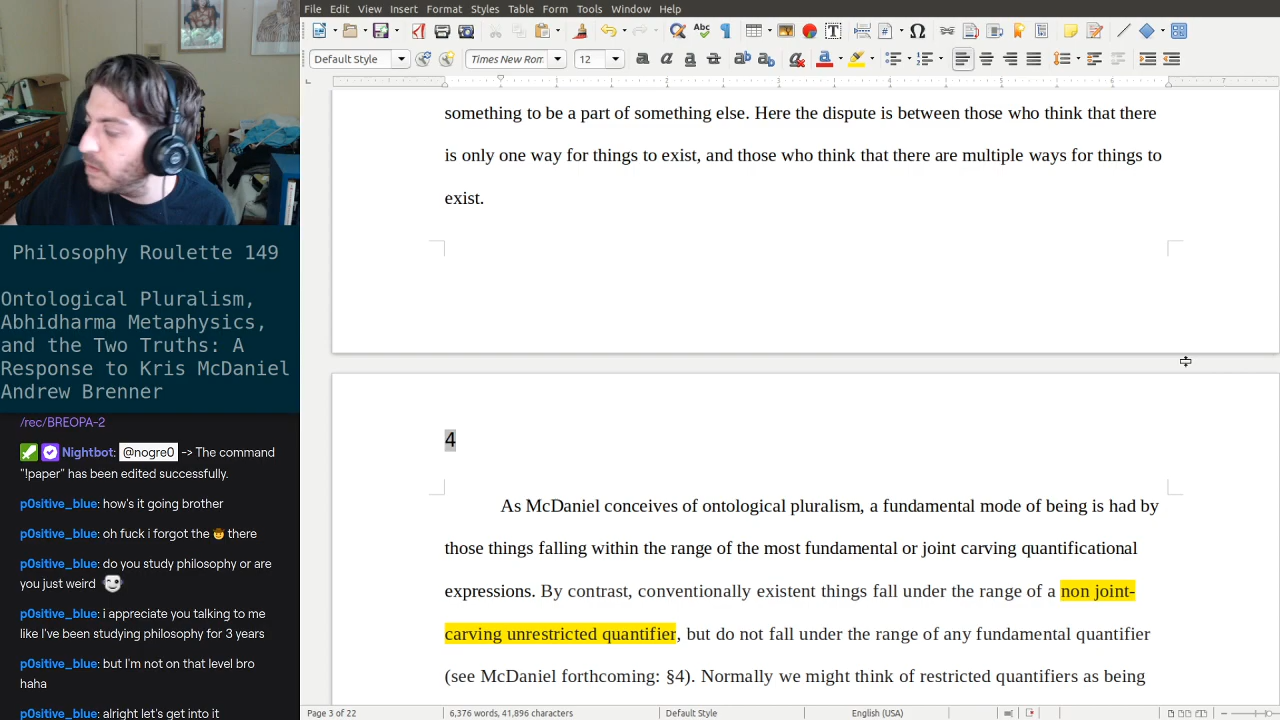 File Edit View Insert Format Styles Table Form Tools Window Help
Default Style
Times New Rom
12
something to be a part of something else. Here the dispute is between those who think that there
is only one way for things to exist, and those who think that there are multiple ways for things to
exist.
4
As McDaniel conceives of ontological pluralism, a fundamental mode of being is had by
those things falling within the range of the most fundamental or joint carving quantificational
expressions. By contrast, conventionally existent things fall under the range of a non joint-
carving unrestricted quantifier, but do not fall under the range of any fundamental quantifier
(see McDaniel forthcoming: §4). Normally we might think of restricted quantifiers as being
Page 3 of 22
6,376 words, 41,896 characters
Default Style
English (USA)
Philosophy Roulette 149
Ontological Pluralism,
Abhidharma Metaphysics,
and the Two Truths: A
Response to Kris McDaniel
Andrew Brenner
/rec/BREOPA-2
Nightbot: @nogre0 -> The command
"!paper" has been edited successfully.
p0sitive_blue: how's it going brother
p0sitive_blue: oh fuck i forgot the 🤠 there
p0sitive_blue: do you study philosophy or are
you just weird
p0sitive_blue: i appreciate you talking to me
like I've been studying philosophy for 3 years
p0sitive_blue: but I'm not on that level bro
haha
p0sitive_blue: alright let's get into it